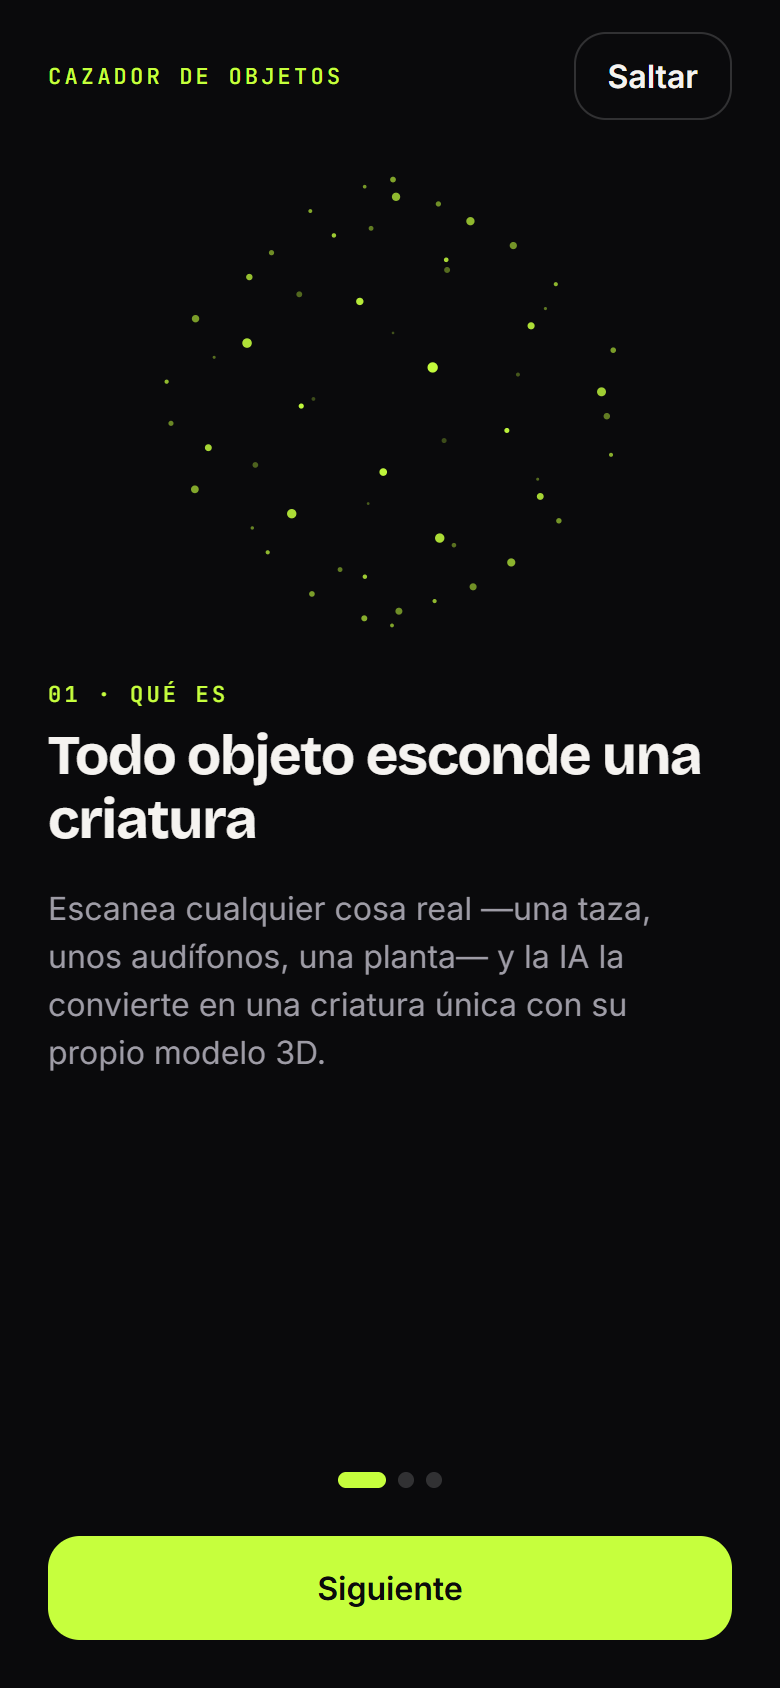 CAZADOR DE OBJETOS
Saltar
01 · QUÉ ES
Todo objeto esconde una
criatura
Escanea cualquier cosa real —una taza,
unos audífonos, una planta— y la IA la
convierte en una criatura única con su
propio modelo 3D.
Siguiente